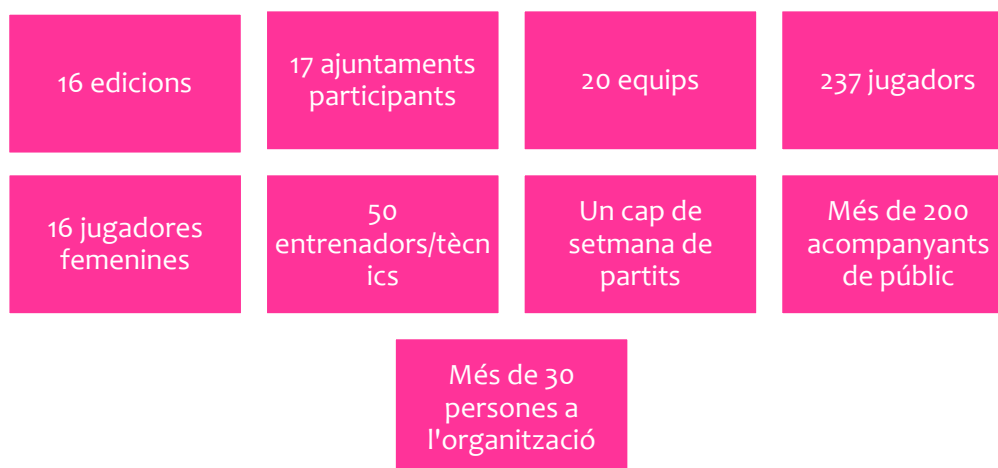 16 edicions
17 ajuntaments
participants
20 equips
237 jugadors
16 jugadores
femenines
50
entrenadors/tècn
ics
Un cap de
setmana de
partits
Més de 200
acompanyants
de públic
Més de 30
persones a
l'organització